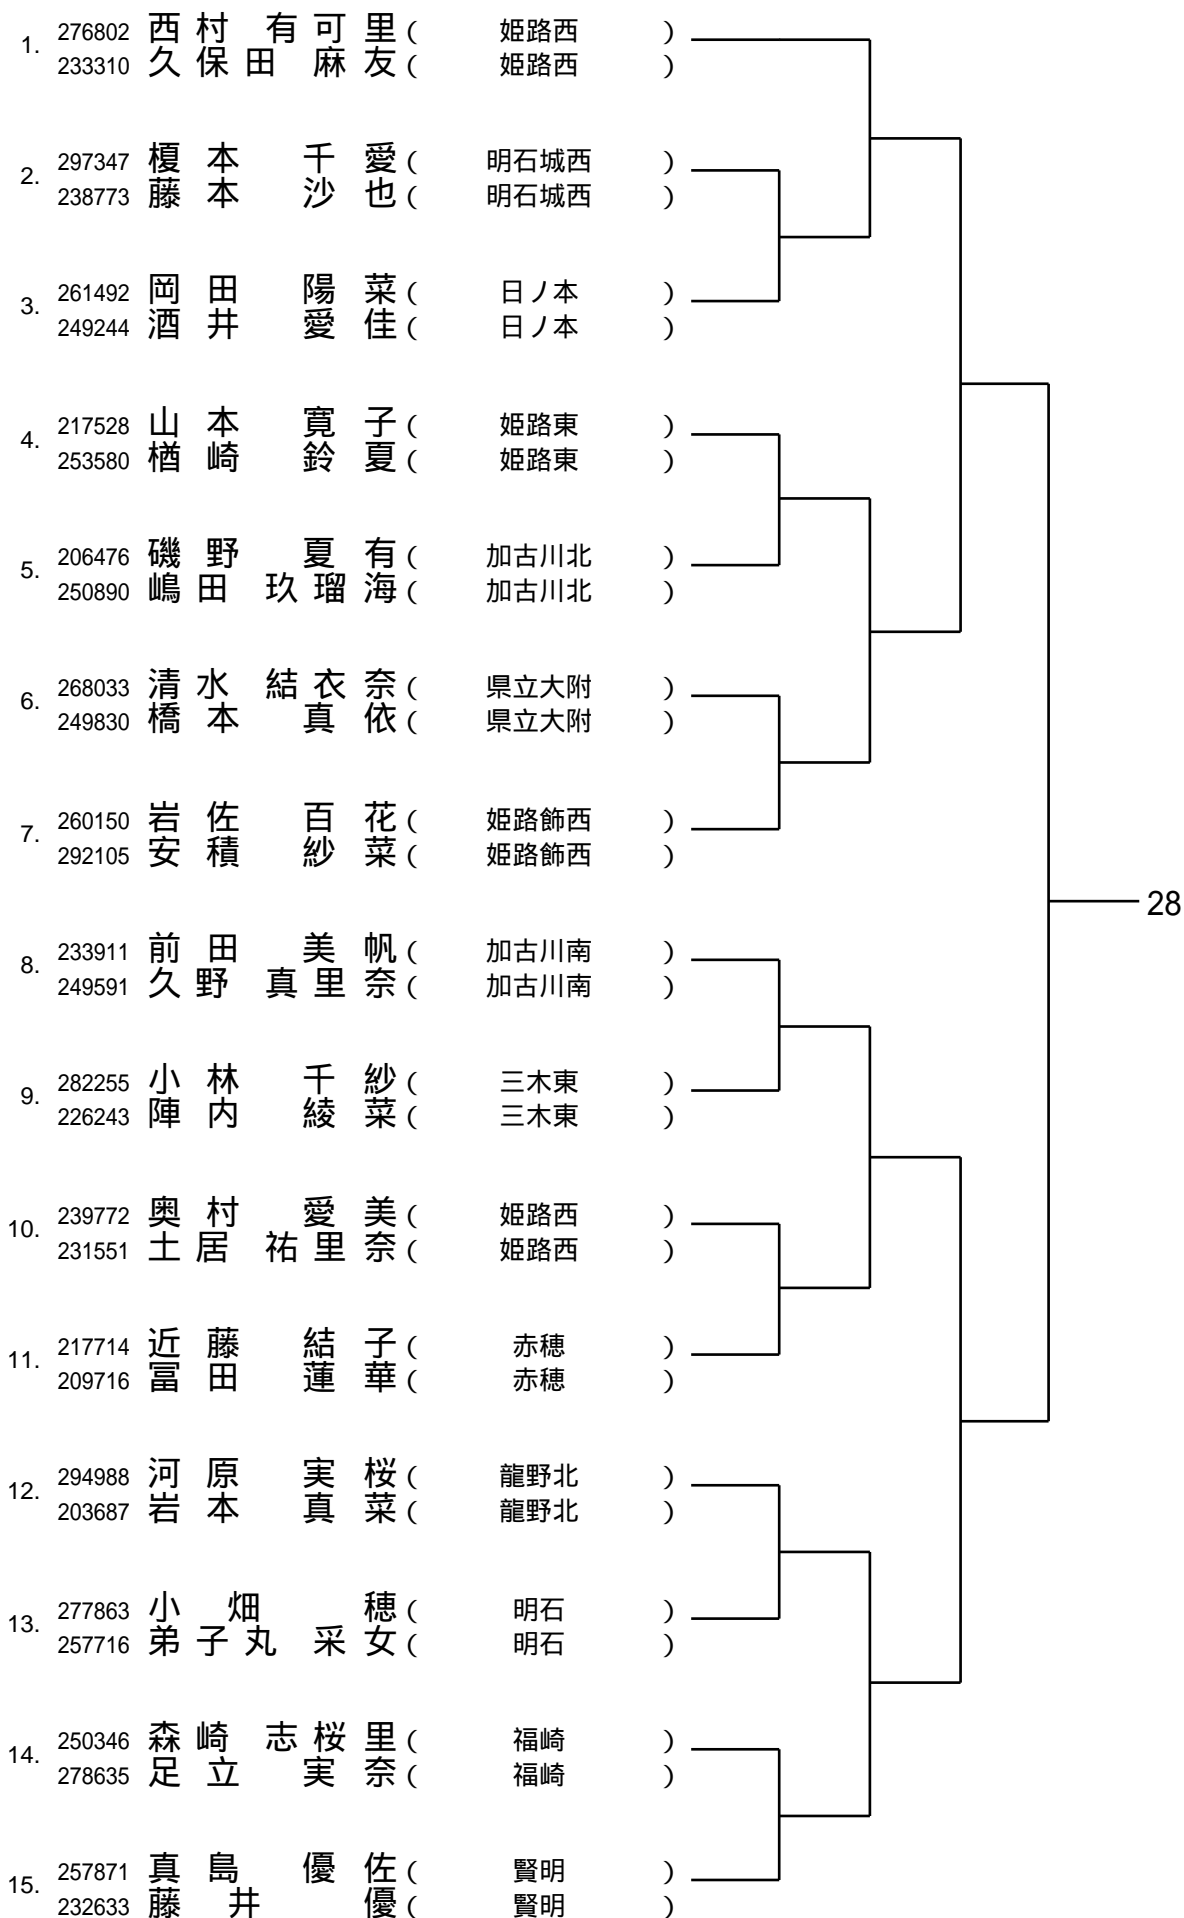 1. 276802 西村 有可里 ( 姫路西 )
233310 久保田 麻友 ( 姫路西 )
2. 297347 榎本 千愛 ( 明石城西 )
238773 藤本 沙也 ( 明石城西 )
3. 261492 岡田 陽菜 ( 日ノ本 )
249244 酒井 愛佳 ( 日ノ本 )
4. 217528 山本 寛子 ( 姫路東 )
253580 楢崎 鈴夏 ( 姫路東 )
5. 206476 磯野 夏有 ( 加古川北 )
250890 嶋田 玖瑠海 ( 加古川北 )
6. 268033 清水 結衣奈 ( 県立大附 )
249830 橋本 真依 ( 県立大附 )
7. 260150 岩佐 百花 ( 姫路飾西 )
292105 安積 紗菜 ( 姫路飾西 )
28
8. 233911 前田 美帆 ( 加古川南 )
249591 久野 真里奈 ( 加古川南 )
9. 282255 小林 千紗 ( 三木東 )
226243 陣内 綾菜 ( 三木東 )
10. 239772 奥村 愛美 ( 姫路西 )
231551 土居 祐里奈 ( 姫路西 )
11. 217714 近藤 結子 ( 赤穂 )
209716 冨田 蓮華 ( 赤穂 )
12. 294988 河原 実桜 ( 龍野北 )
203687 岩本 真菜 ( 龍野北 )
13. 277863 小畑 穂 ( 明石 )
257716 弟子丸 采女 ( 明石 )
14. 250346 森崎 志桜里 ( 福崎 )
278635 足立 実奈 ( 福崎 )
15. 257871 真島 優佐 ( 賢明 )
232633 藤井 優 ( 賢明 )